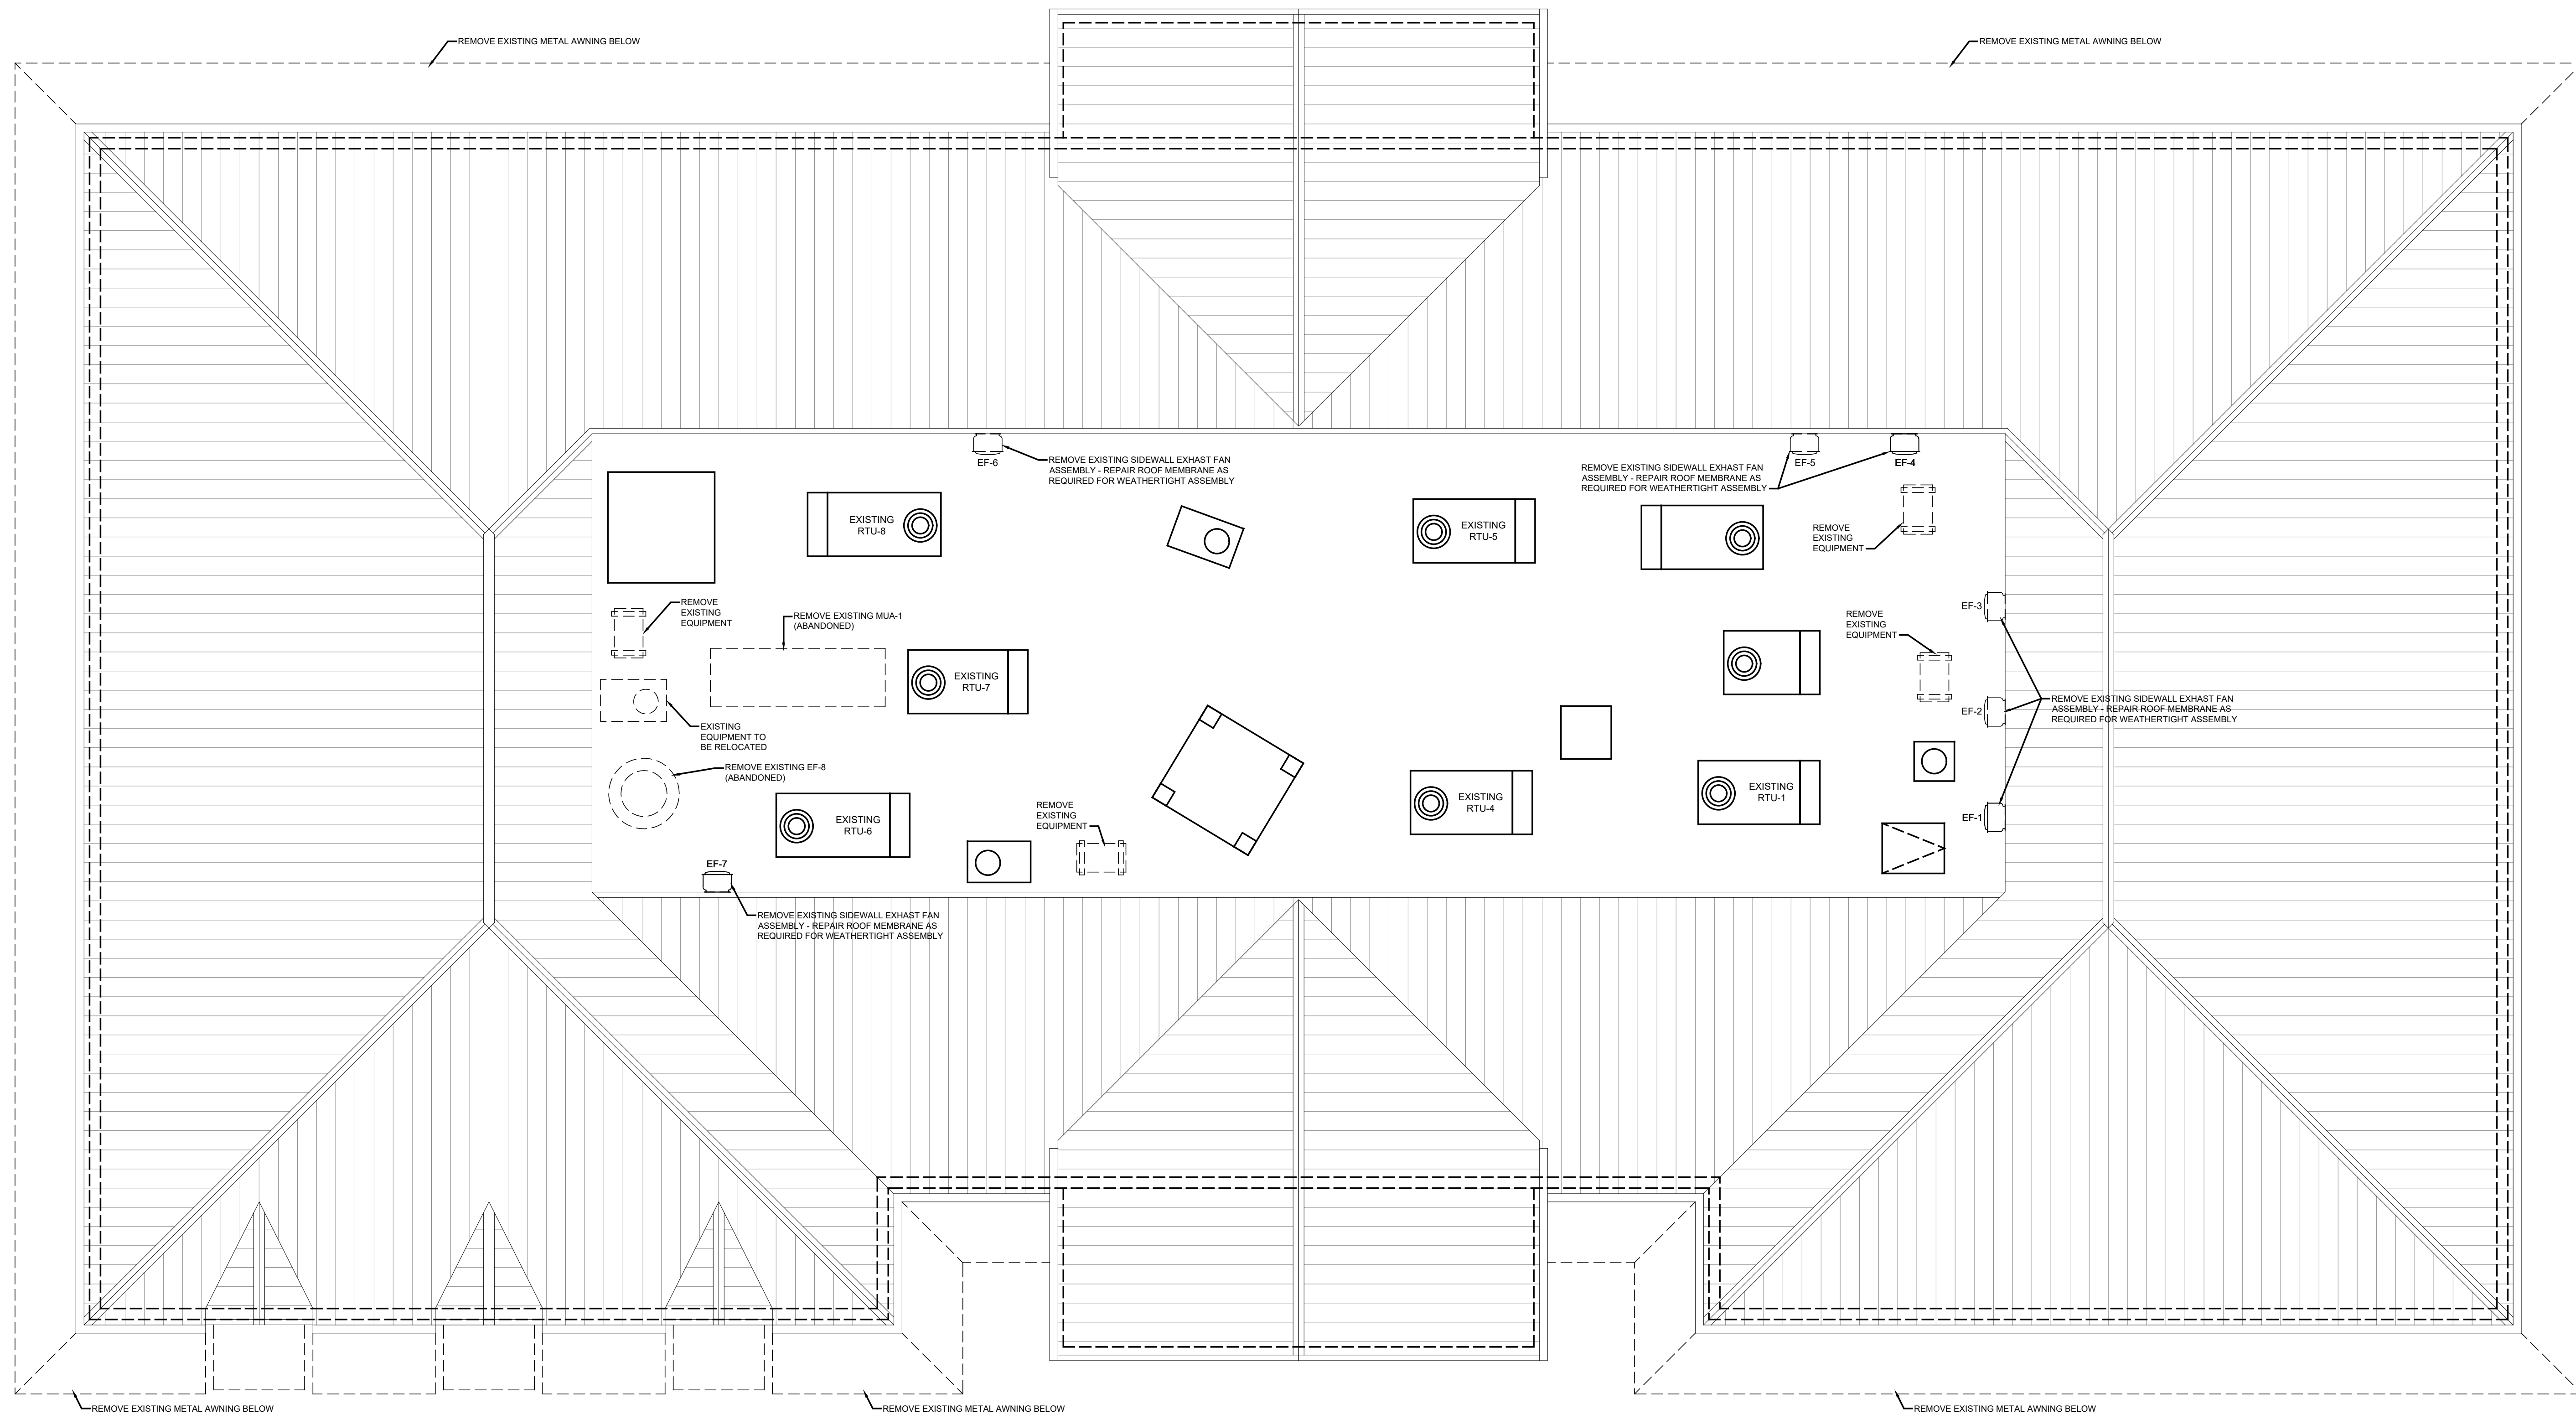 REMOVE EXISTING METAL AWNING BELOW
REMOVE EXISTING METAL AWNING BELOW
EF-6
REMOVE EXISTING SIDEWALL EXHAST FAN
ASSEMBLY - REPAIR ROOF MEMBRANE AS
REQUIRED FOR WEATHERTIGHT ASSEMBLY
REMOVE EXISTING SIDEWALL EXHAST FAN
ASSEMBLY - REPAIR ROOF MEMBRANE AS
REQUIRED FOR WEATHERTIGHT ASSEMBLY
EF-5
EF-4
EXISTING
RTU-8
EXISTING
RTU-5
REMOVE
EXISTING
EQUIPMENT
REMOVE
EXISTING
EQUIPMENT
REMOVE EXISTING MUA-1
(ABANDONED)
EF-3
REMOVE
EXISTING
EQUIPMENT
EXISTING
RTU-7
EF-2
REMOVE EXISTING SIDEWALL EXHAST FAN
ASSEMBLY - REPAIR ROOF MEMBRANE AS
REQUIRED FOR WEATHERTIGHT ASSEMBLY
EXISTING
EQUIPMENT TO
BE RELOCATED
REMOVE EXISTING EF-8
(ABANDONED)
EXISTING
RTU-6
REMOVE
EXISTING
EQUIPMENT
EXISTING
RTU-4
EXISTING
RTU-1
EF-1
EF-7
REMOVE EXISTING SIDEWALL EXHAST FAN
ASSEMBLY - REPAIR ROOF MEMBRANE AS
REQUIRED FOR WEATHERTIGHT ASSEMBLY
REMOVE EXISTING METAL AWNING BELOW
REMOVE EXISTING METAL AWNING BELOW
REMOVE EXISTING METAL AWNING BELOW